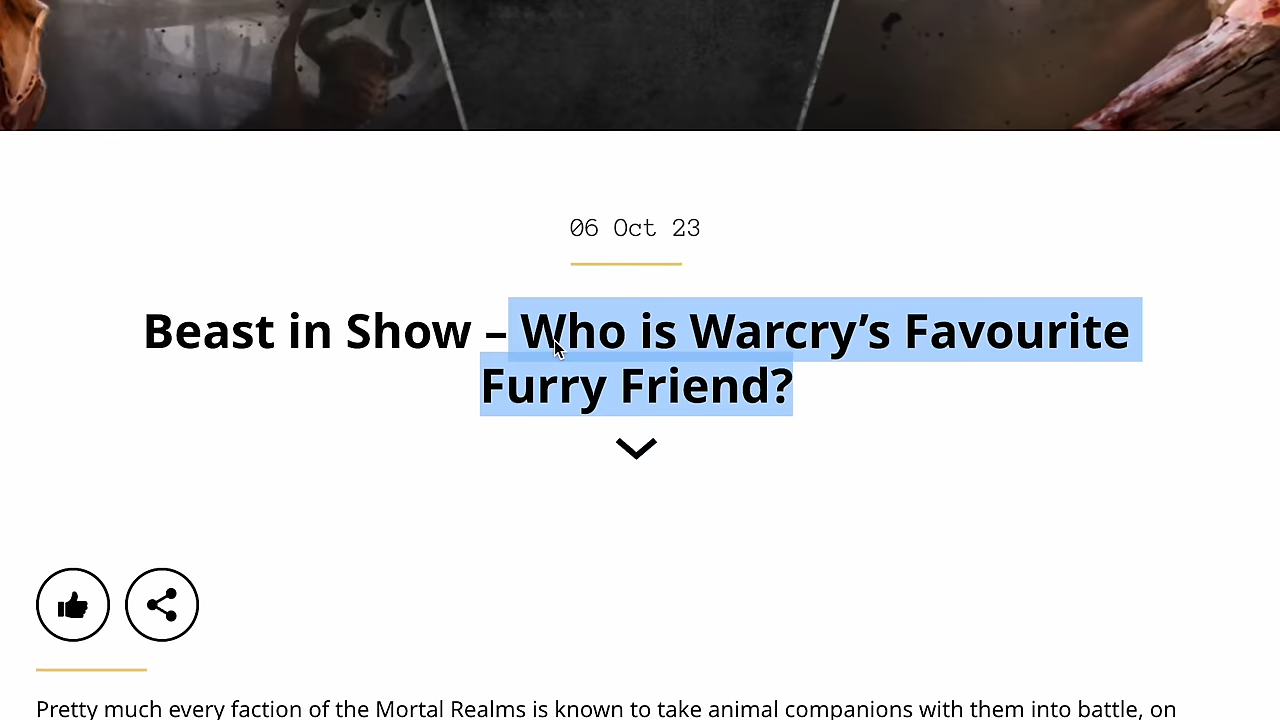 06 Oct 23
Beast in Show – Who is Warcry’s Favourite
Furry Friend?
Pretty much every faction of the Mortal Realms is known to take animal companions with them into battle, on